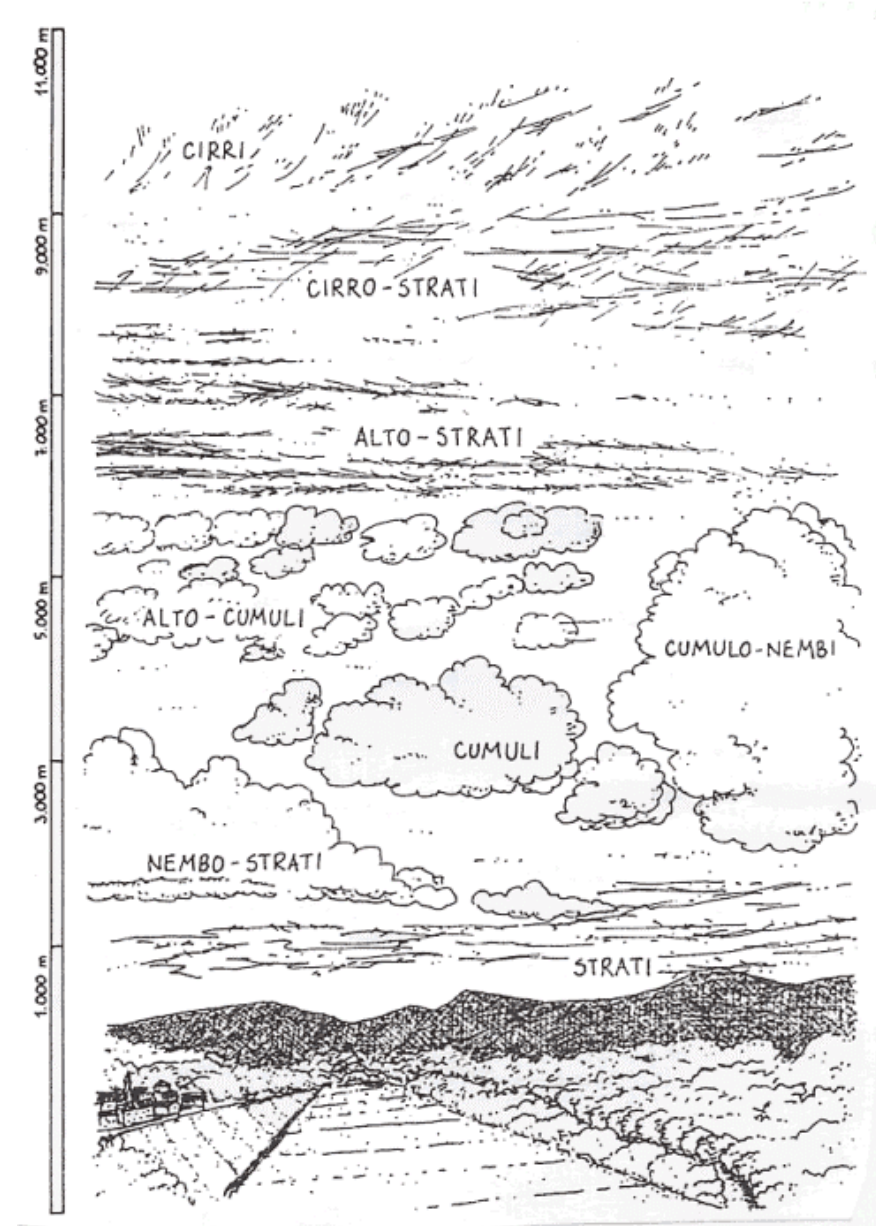 11.000 m
CIRRI
9.000 m
CIRRO-STRATI
7.000 m
ALTO-STRATI
5.000 m
ALTO-CUMULI
CUMULO-NEMBI
CUMULI
3.000 m
NEMBO-STRATI
STRATI
1.000 m